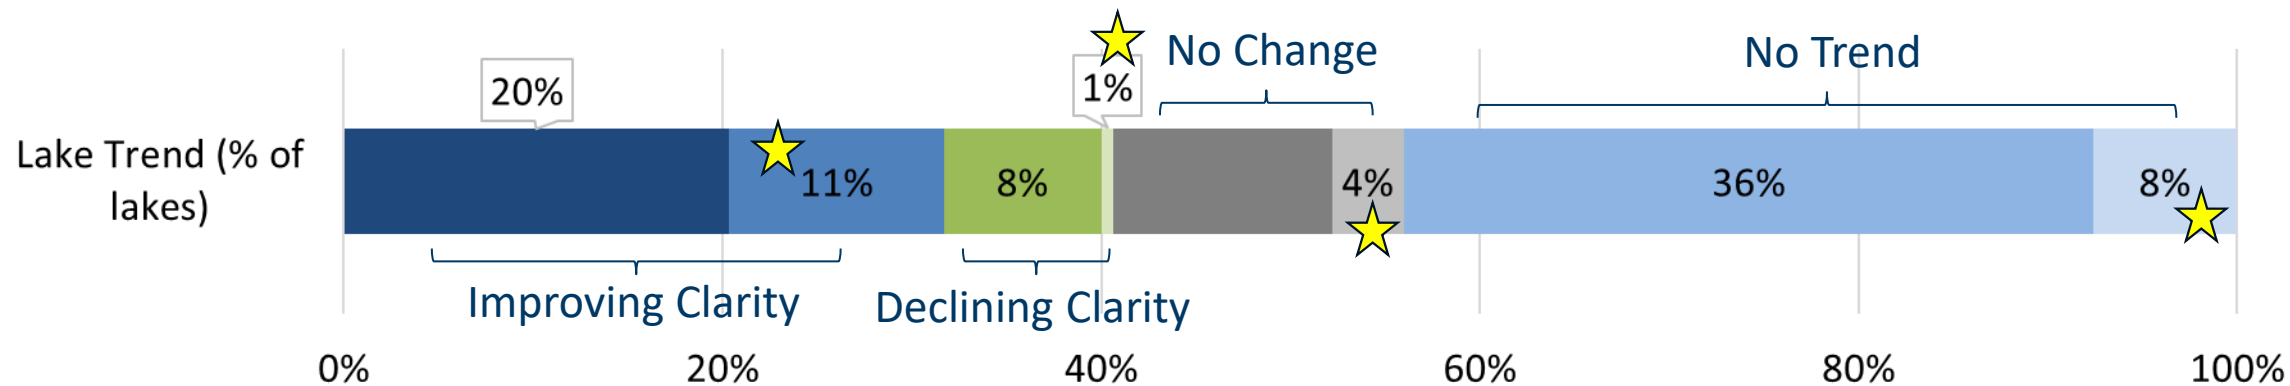 No Change
No Trend
20%
1%
Lake Trend (% of
lakes)
11%
8%
4%
36%
8%
Improving Clarity
Declining Clarity
0%
20%
40%
60%
80%
100%